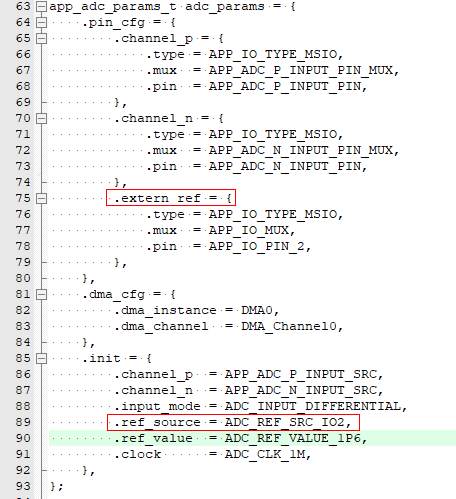 63 app_adc_params_t adc_params = {
64 .pin_cfg = {
65 .channel_p = {
66 .type = APP_IO_TYPE_MSIO,
67 .mux = APP_ADC_P_INPUT_PIN_MUX,
68 .pin = APP_ADC_P_INPUT_PIN,
69 },
70 .channel_n = {
71 .type = APP_IO_TYPE_MSIO,
72 .mux = APP_ADC_N_INPUT_PIN_MUX,
73 .pin = APP_ADC_N_INPUT_PIN,
74 },
75 .extern_ref = {
76 .type = APP_IO_TYPE_MSIO,
77 .mux = APP_IO_MUX,
78 .pin = APP_IO_PIN_2,
79 },
80 },
81 .dma_cfg = {
82 .dma_instance = DMA0,
83 .dma_channel = DMA_Channel0,
84 },
85 .init = {
86 .channel_p = APP_ADC_P_INPUT_SRC,
87 .channel_n = APP_ADC_N_INPUT_SRC,
88 .input_mode = ADC_INPUT_DIFFERENTIAL,
89 .ref_source = ADC_REF_SRC_IO2,
90 .ref_value = ADC_REF_VALUE_1P6,
91 .clock = ADC_CLK_1M,
92 },
93 };